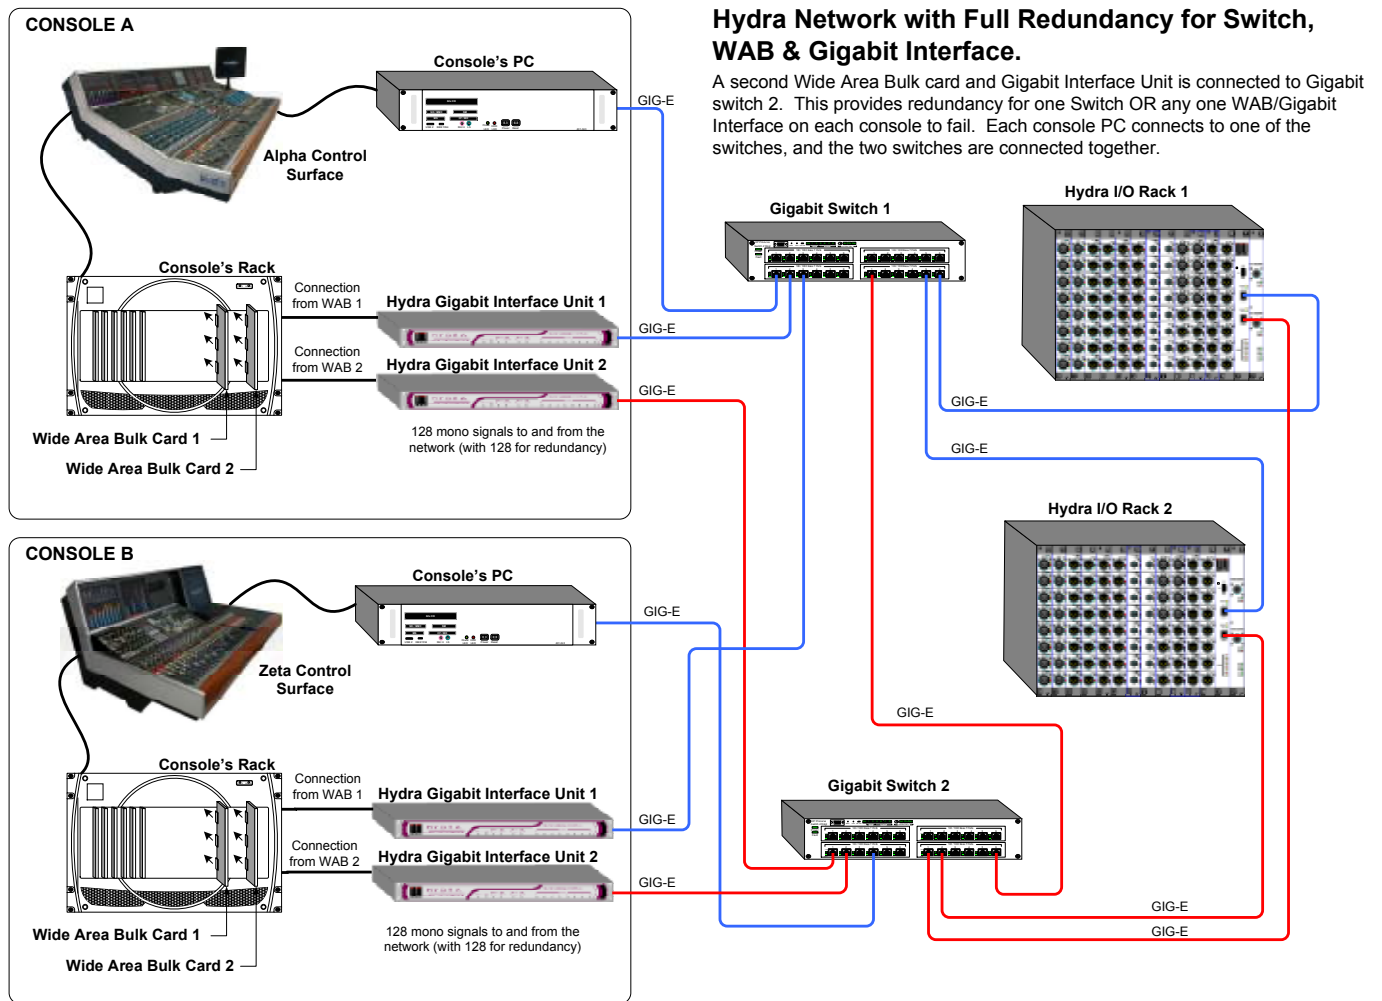 CONSOLE A
Console's PC
GIG-E
Alpha Control
Surface
Console's Rack
Connection
from WAB 1
Hydra Gigabit Interface Unit 1
GIG-E
Connection
from WAB 2
Hydra Gigabit Interface Unit 2
GIG-E
128 mono signals to and from the
network (with 128 for redundancy)
Wide Area Bulk Card 1
Wide Area Bulk Card 2
Hydra Network with Full Redundancy for Switch,
WAB & Gigabit Interface.
A second Wide Area Bulk card and Gigabit Interface Unit is connected to Gigabit
switch 2. This provides redundancy for one Switch OR any one WAB/Gigabit
Interface on each console to fail. Each console PC connects to one of the
switches, and the two switches are connected together.
Gigabit Switch 1
Hydra I/O Rack 1
GIG-E
GIG-E
Hydra I/O Rack 2
GIG-E
Gigabit Switch 2
GIG-E
GIG-E
CONSOLE B
Console's PC
GIG-E
Zeta Control
Surface
Console's Rack
Connection
from WAB 1
Hydra Gigabit Interface Unit 1
GIG-E
Connection
from WAB 2
Hydra Gigabit Interface Unit 2
GIG-E
128 mono signals to and from the
network (with 128 for redundancy)
Wide Area Bulk Card 1
Wide Area Bulk Card 2